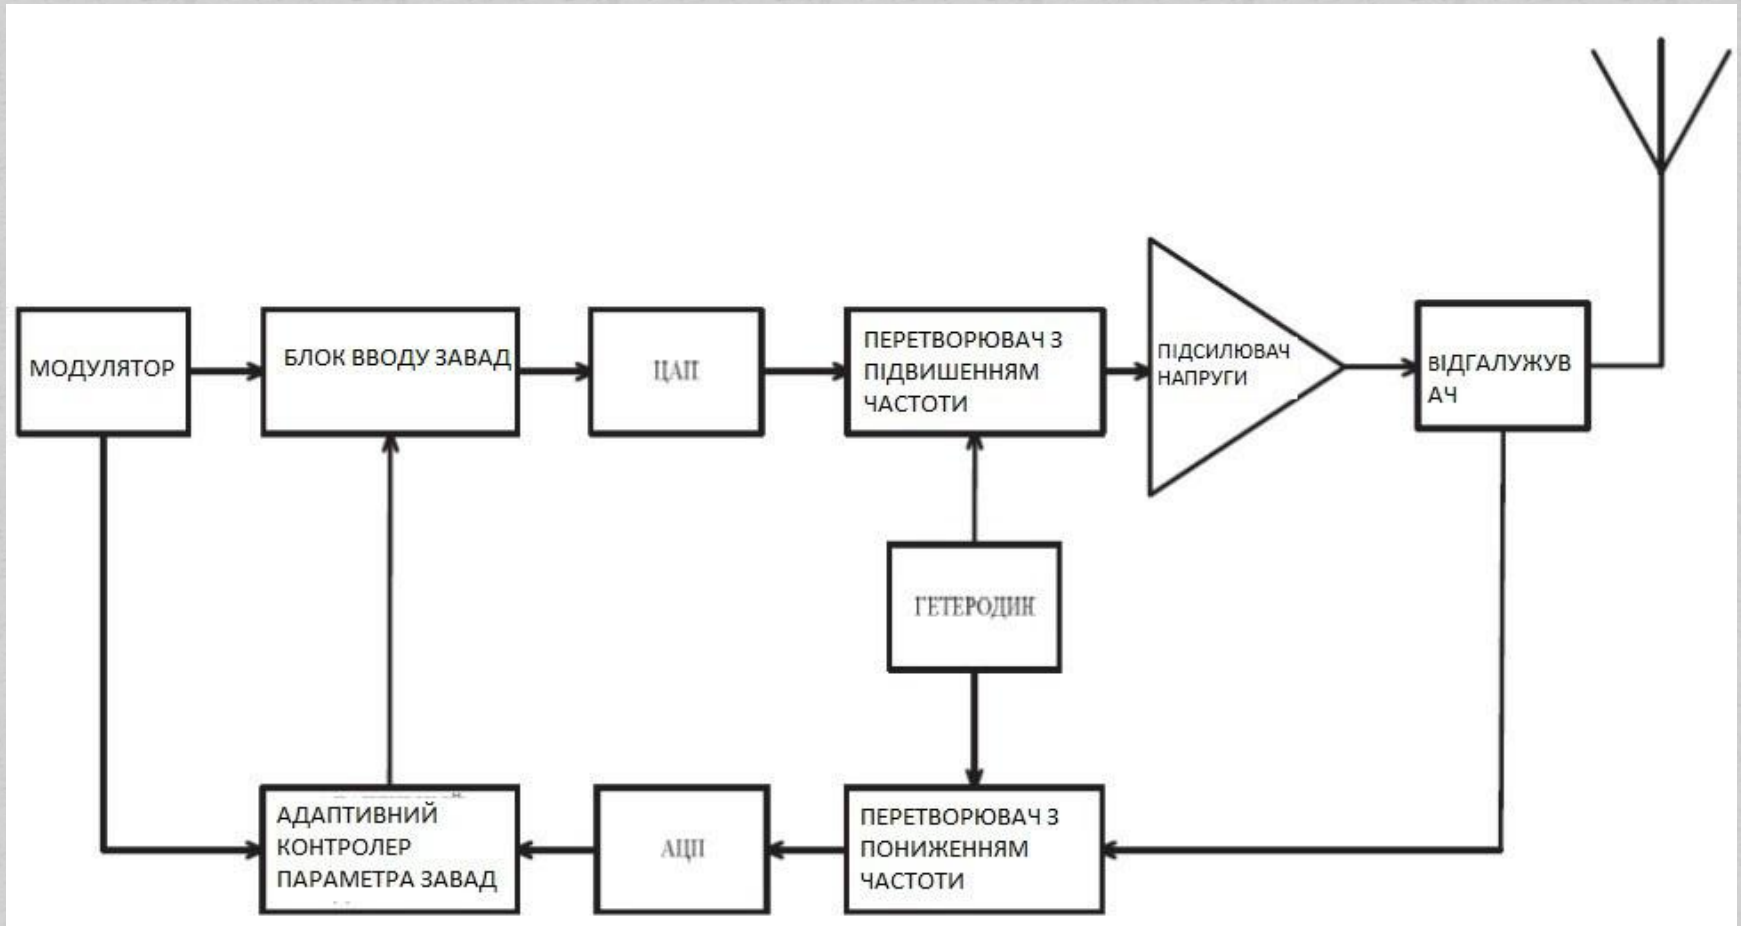 МОДУЛЯТОР
БЛОК ВВОДУ ЗАВАД
ЦАП
ПЕРЕТВОРЮВАЧ З
ПІДВИШЕННЯМ
ЧАСТОТИ
ПІДСИЛЮВАЧ
НАПРУГИ
ВІДГАЛУЖУВ
АЧ
ГЕТЕРОДИН
АДАПТИВНИЙ
КОНТРОЛЕР
ПАРАМЕТРА ЗАВАД
АЦП
ПЕРЕТВОРЮВАЧ З
ПОНИЖЕННЯМ
ЧАСТОТИ